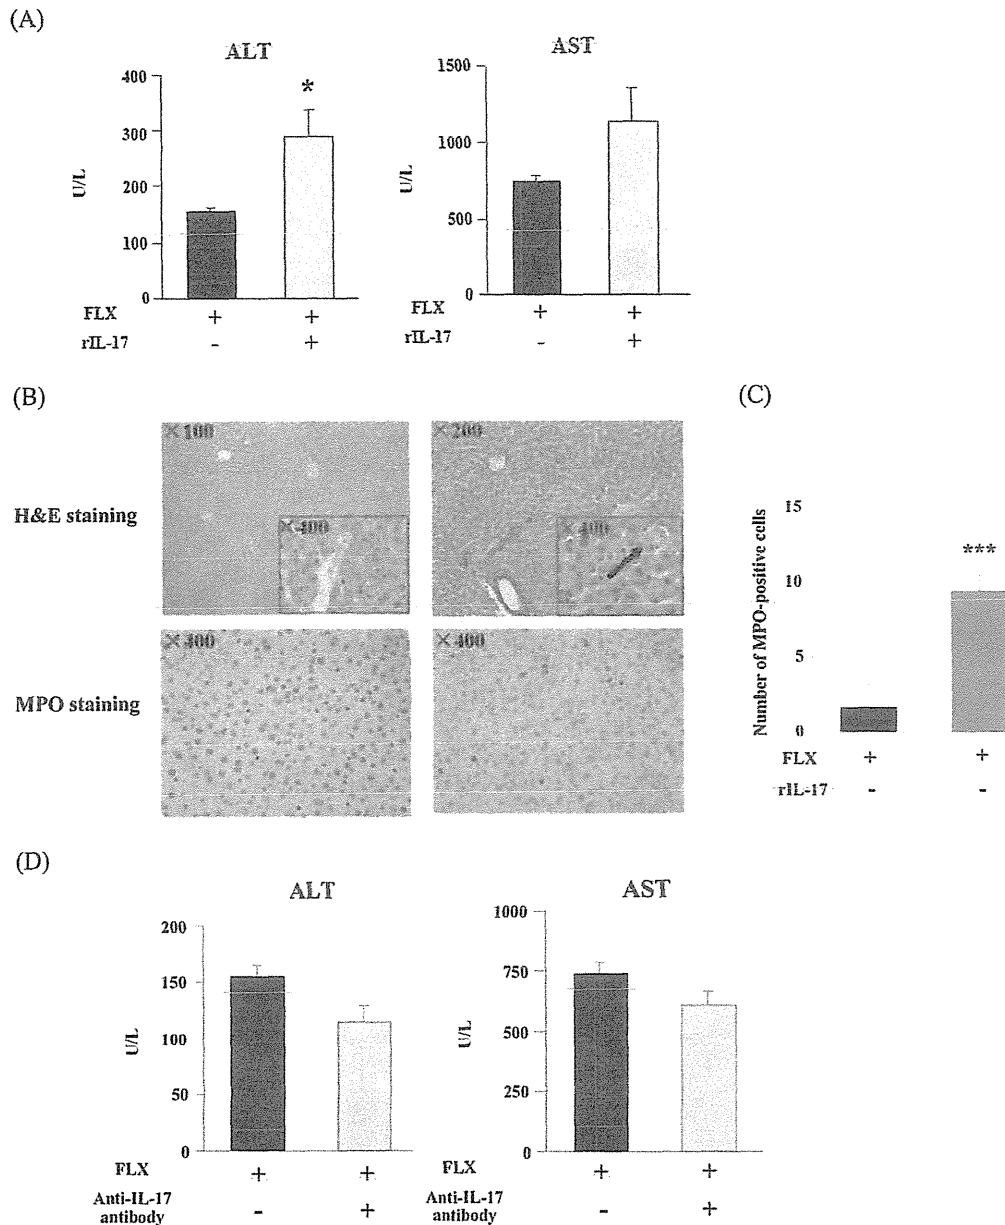 (A)
ALT
AST
400
300
200
100
0
U/L
1500
1000
500
0
U/L
*
FLX + + + +
rIL-17 - + - +
(B)
(C)
×100
×200
H&E staining
×400
×400
×400
×400
MPO staining
Number of MPO-positive cells
15
10
5
0
***
FLX + +
rIL-17 - -
(D)
ALT
AST
200
150
100
50
0
U/L
1000
750
500
250
0
U/L
FLX + + FLX + +
Anti-IL-17 antibody - + Anti-IL-17 antibody - +